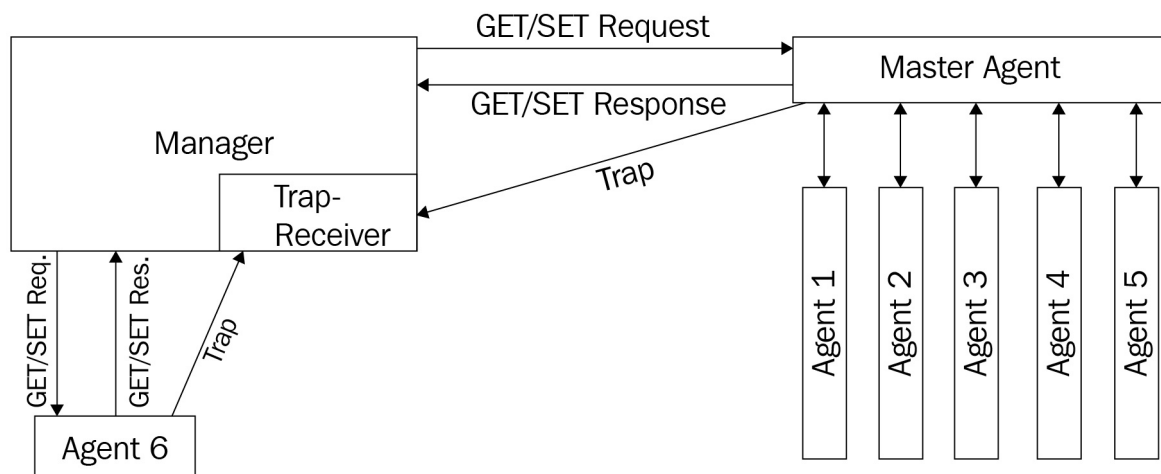 GET/SET Request
Master Agent
GET/SET Response
Manager
Trap
Trap-
Receiver
GET/SET Req.
GET/SET Res.
Trap
Agent 1
Agent 2
Agent 3
Agent 4
Agent 5
Agent 6